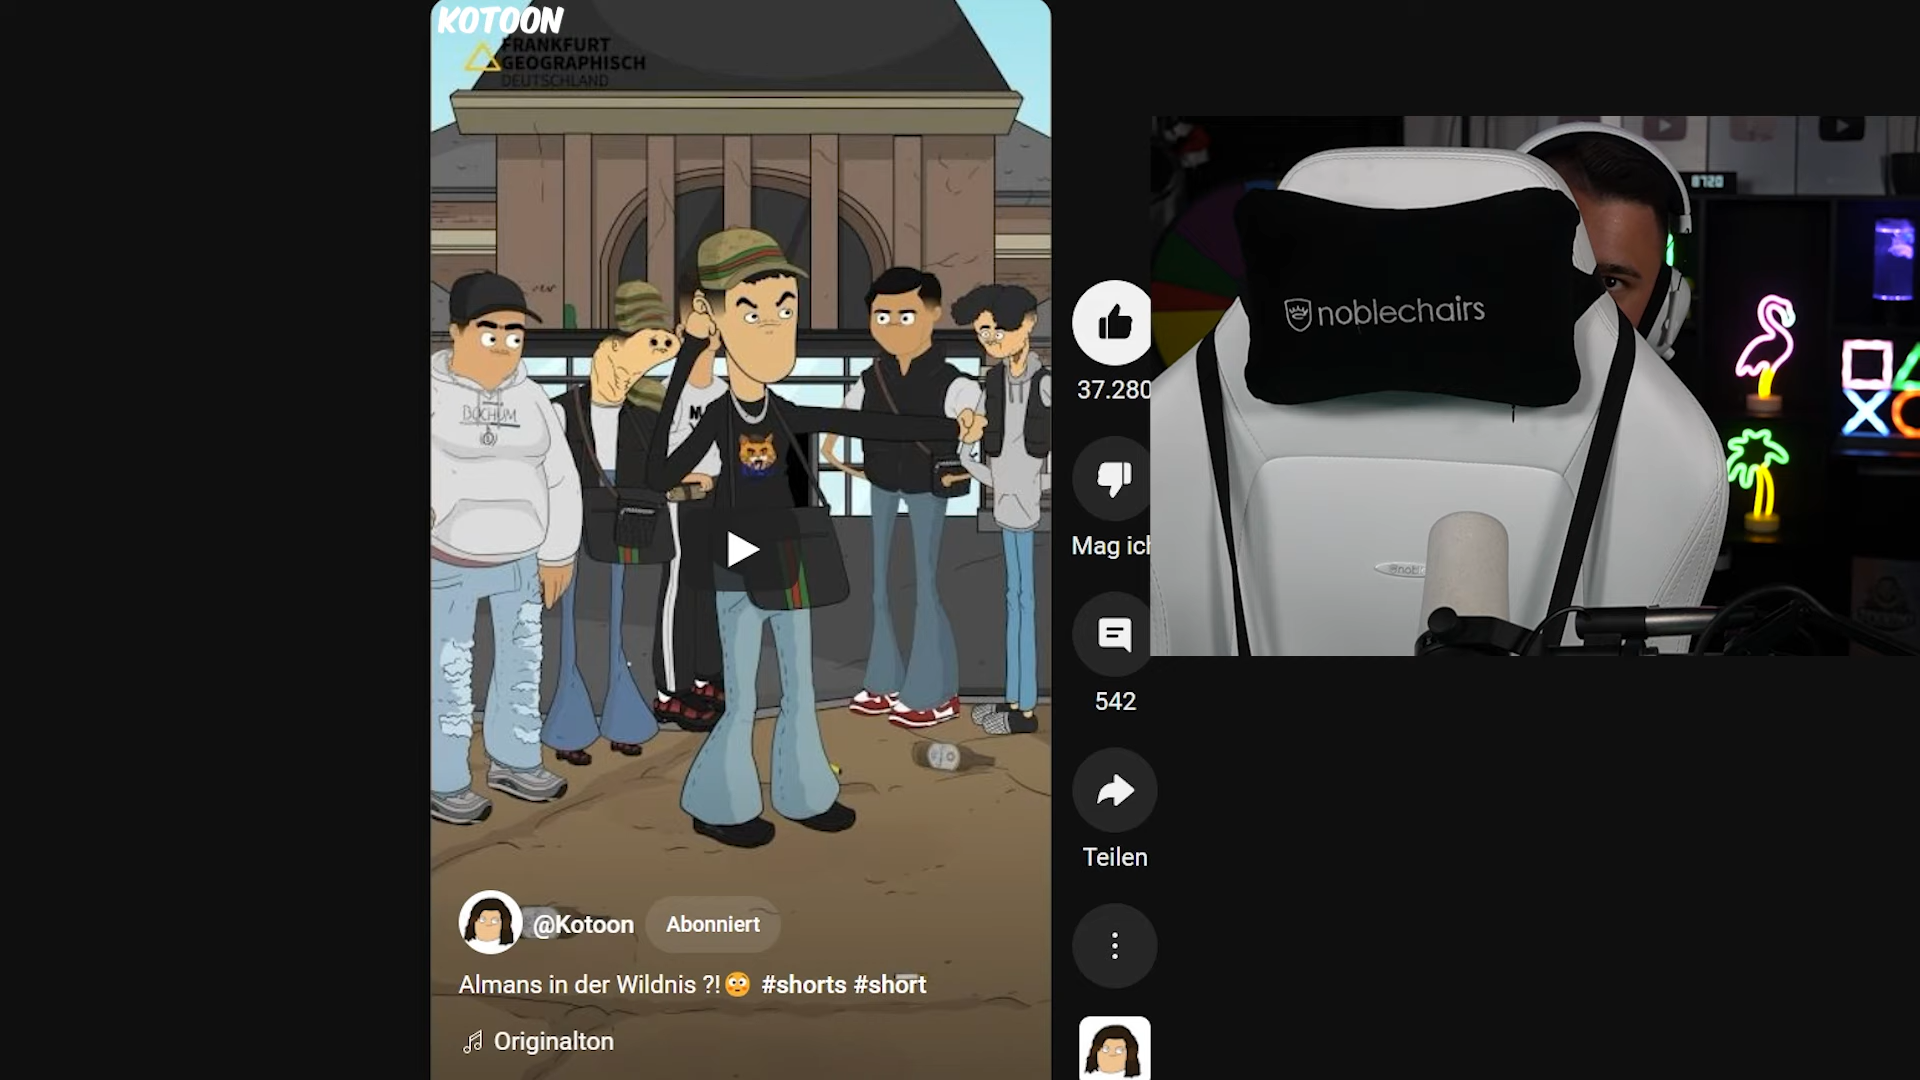 KOTOON
FRANKFURT
GEOGRAPHISCH
DEUTSCHLAND
BOCHUM
noblechairs
8720
37.280
Mag ich
542
Teilen
@Kotoon
Abonniert
Almans in der Wildnis ?!😳 #shorts #short
Originalton